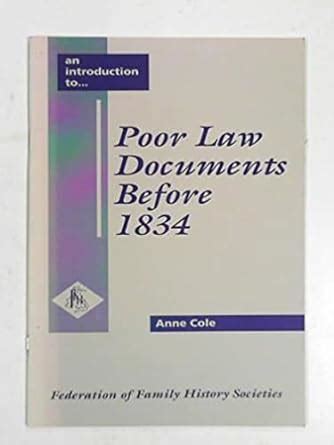 an
introduction
to...
Poor Law
Documents
Before
1834
Anne Cole
Federation of Family History Societies